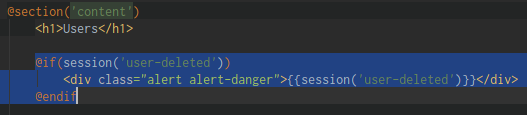 @section('content')
<h1>Users</h1>
@if(session('user-deleted'))
<div class="alert alert-danger">{{session('user-deleted')}}</div>
@endif